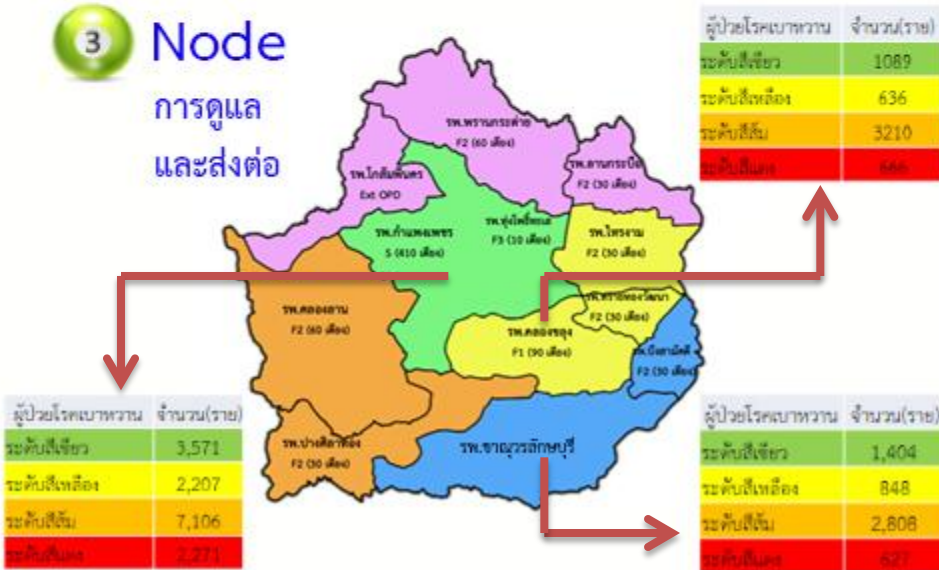 3 Node
การดูแล
และส่งต่อ
ผู้ป่วยโรคเบาหวาน จำนวน(ราย)
ระดับสีเขียว 1089
ระดับสีเหลือง 636
ระดับสีส้ม 3210
ระดับสีแดง 666
รพ.พรานกระต่าย
F2 (60 เตียง)
รพ.ลานกระบือ
F2 (30 เตียง)
รพ.โกสัมพีนคร
Ext OPD
รพ.กำแพงเพชร
S (410 เตียง)
รพ.ทุ่งโพธิ์ทะเล
F3 (10 เตียง)
รพ.ไทรงาม
F2 (30 เตียง)
รพ.ทรายทองวัฒนา
F2 (30 เตียง)
รพ.คลองลาน
F2 (60 เตียง)
รพ.คลองขลุง
F1 (90 เตียง)
รพ.บึงสามัคคี
F2 (30 เตียง)
รพ.ปางศิลาทอง
F2 (30 เตียง)
รพ.ขาณุวรลักษบุรี
ผู้ป่วยโรคเบาหวาน จำนวน(ราย)
ระดับสีเขียว 3,571
ระดับสีเหลือง 2,207
ระดับสีส้ม 7,106
ระดับสีแดง 2,271
ผู้ป่วยโรคเบาหวาน จำนวน(ราย)
ระดับสีเขียว 1,404
ระดับสีเหลือง 848
ระดับสีส้ม 2,808
ระดับสีแดง 627